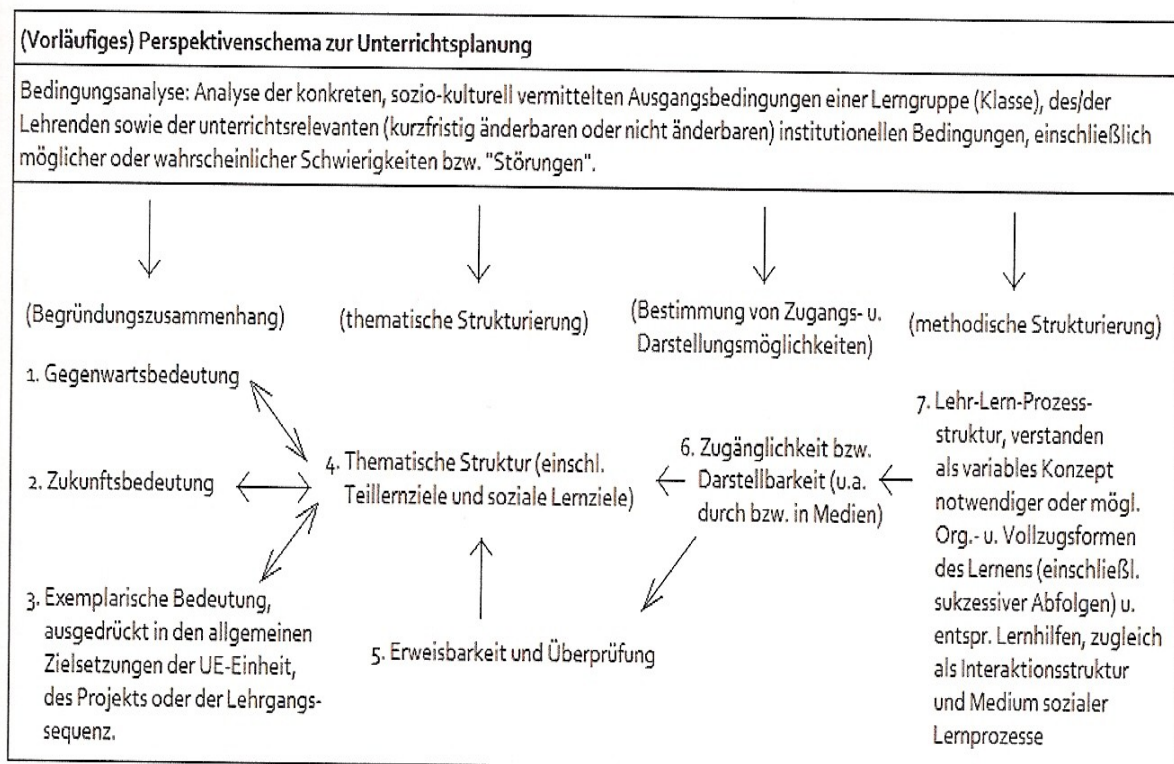 (Vorläufiges) Perspektivenschema zur Unterrichtsplanung
Bedingungsanalyse: Analyse der konkreten, sozio-kulturell vermittelten Ausgangsbedingungen einer Lerngruppe (Klasse), des/der
Lehrenden sowie der unterrichtsrelevanten (kurzfristig änderbaren oder nicht änderbaren) institutionellen Bedingungen, einschließlich
möglicher oder wahrscheinlicher Schwierigkeiten bzw. "Störungen".
(Begründungszusammenhang)
1. Gegenwartsbedeutung
2. Zukunftsbedeutung
3. Exemplarische Bedeutung,
ausgedrückt in den allgemeinen
Zielsetzungen der UE-Einheit,
des Projekts oder der Lehrgangs-
sequenz.
(thematische Strukturierung)
4. Thematische Struktur (einschl.
Teillernziele und soziale Lernziele)
5. Erweisbarkeit und Überprüfung
(Bestimmung von Zugangs- u.
Darstellungsmöglichkeiten)
6. Zugänglichkeit bzw.
Darstellbarkeit (u.a.
durch bzw. in Medien)
(methodische Strukturierung)
7. Lehr-Lern-Prozess-
struktur, verstanden
als variables Konzept
notwendiger oder mögl.
Org.- u. Vollzugsformen
des Lernens (einschließl.
sukzessiver Abfolgen) u.
entspr. Lernhilfen, zugleich
als Interaktionsstruktur
und Medium sozialer
Lernprozesse